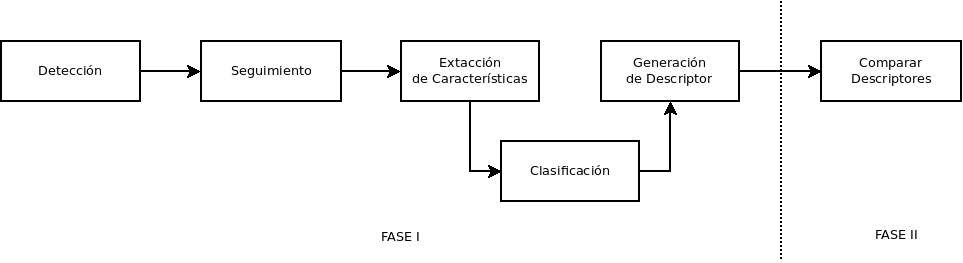 Detección
Seguimiento
Extacción
de Características
Generación
de Descriptor
Comparar
Descriptores
Clasificación
FASE I
FASE II